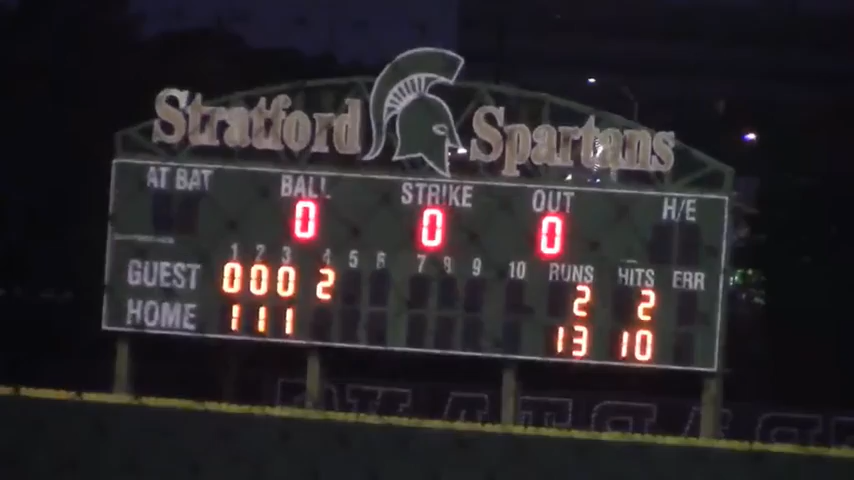 Stratford Spartans
AT BAT BALL STRIKE OUT H/E
0 0 0
1 2 3 4 5 6 7 8 9 10 RUNS HITS ERR
GUEST 0 0 0 2 2 2
HOME 1 1 1 13 10